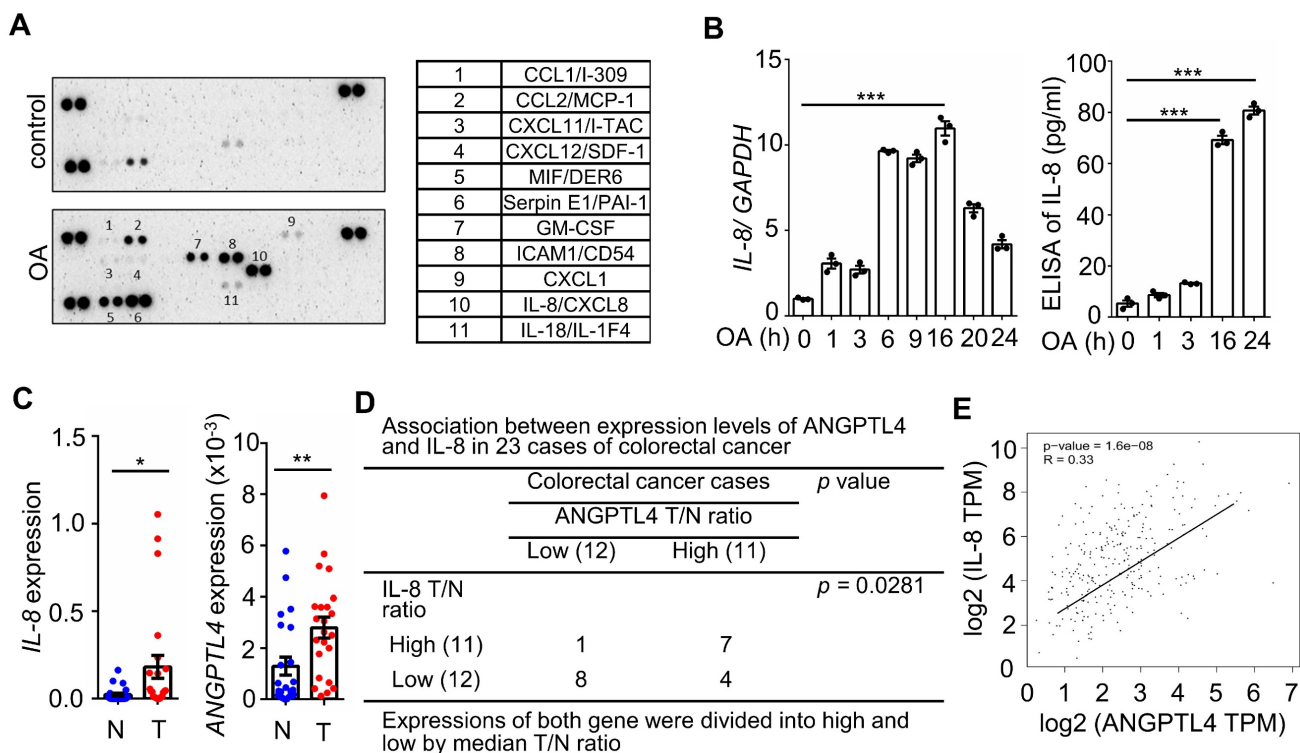 A
control
OA
1
2
3
4
5
6
7
8
9
10
11
1 CCL1/I-309
2 CCL2/MCP-1
3 CXCL11/I-TAC
4 CXCL12/SDF-1
5 MIF/DER6
6 Serpin E1/PAI-1
7 GM-CSF
8 ICAM1/CD54
9 CXCL1
10 IL-8/CXCL8
11 IL-18/IL-1F4
B
IL-8/ GAPDH
15
10
5
0
***
OA (h) 0 1 3 6 9 16 20 24
ELISA of IL-8 (pg/ml)
100
80
60
40
20
0
***
***
OA (h) 0 1 3 16 24
C
IL-8 expression
1.5
1.0
0.5
0.0
*
N T
ANGPTL4 expression (x10-3)
10
8
6
4
2
0
**
N T
D
Association between expression levels of ANGPTL4
and IL-8 in 23 cases of colorectal cancer
Colorectal cancer cases p value
ANGPTL4 T/N ratio
Low (12) High (11)
IL-8 T/N p = 0.0281
ratio
High (11) 1 7
Low (12) 8 4
Expressions of both gene were divided into high and
low by median T/N ratio
E
p-value = 1.6e−08
R = 0.33
log2 (IL-8 TPM)
10
8
6
4
2
0
0 1 2 3 4 5 6 7
log2 (ANGPTL4 TPM)